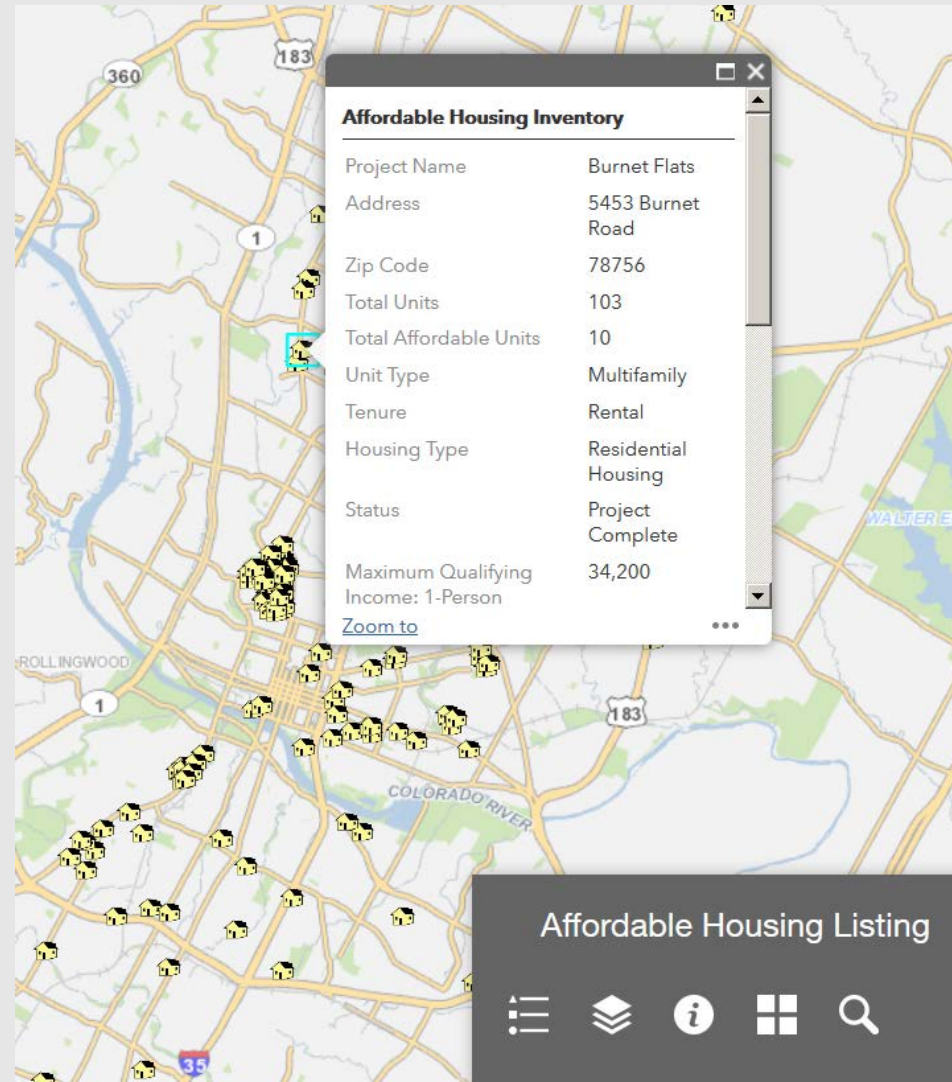 183
360
Affordable Housing Inventory
Project Name Burnet Flats
Address 5453 Burnet
Road
Zip Code 78756
1
Total Units 103
Total Affordable Units 10
Unit Type Multifamily
Tenure Rental
Housing Type Residential
Housing
Status Project
Complete
Maximum Qualifying 34,200
Income: 1-Person
Zoom to
ROLLINGWOOD
1
183
COLORADO RIVER
Affordable Housing Listing
35